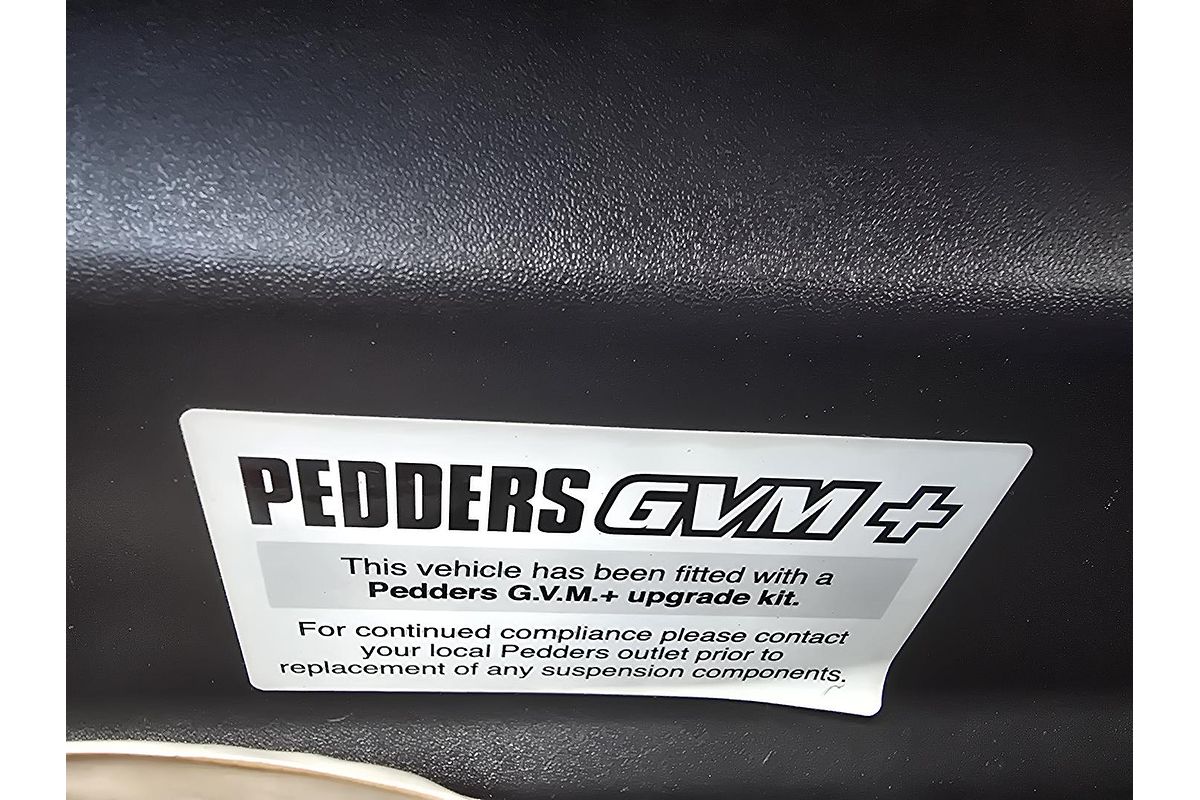 PEDDERS GVM+
This vehicle has been fitted with a
Pedders G.V.M.+ upgrade kit.
For continued compliance please contact
your local Pedders outlet prior to
replacement of any suspension components.